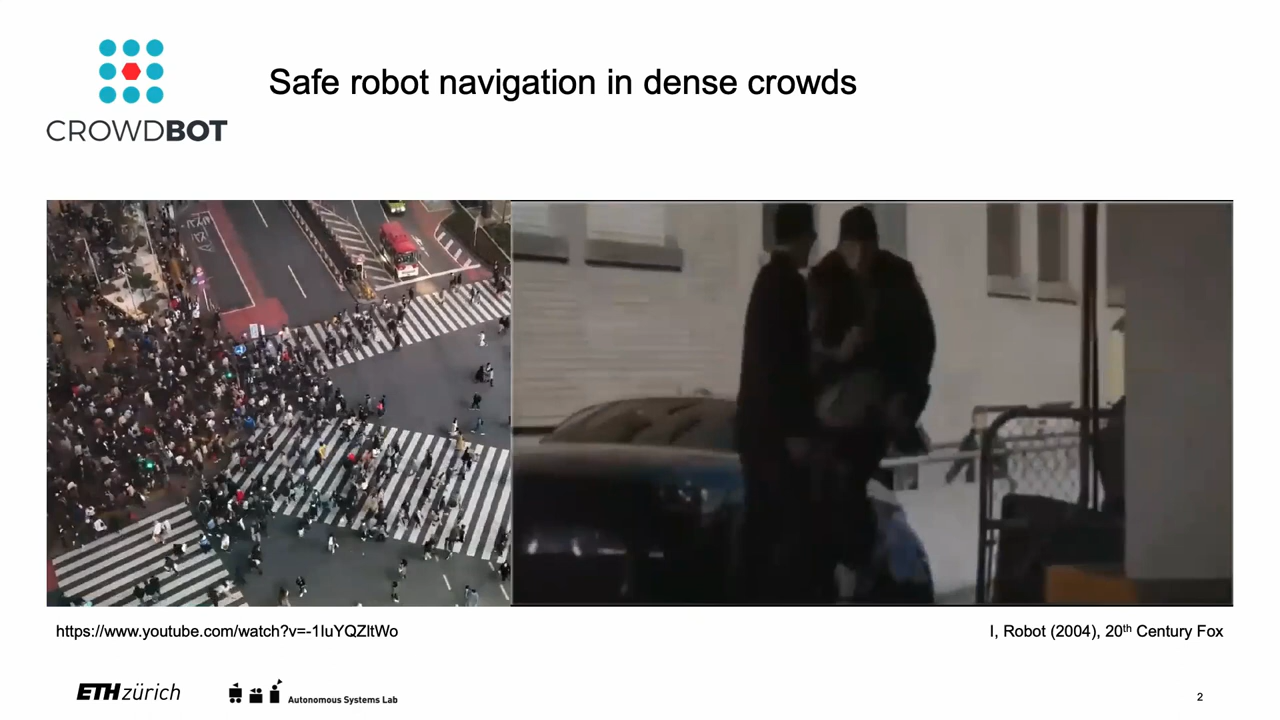 Safe robot navigation in dense crowds
CROWDBOT
https://www.youtube.com/watch?v=-1IuYQZItWo
I, Robot (2004), 20th Century Fox
ETH zürich
Autonomous Systems Lab
2